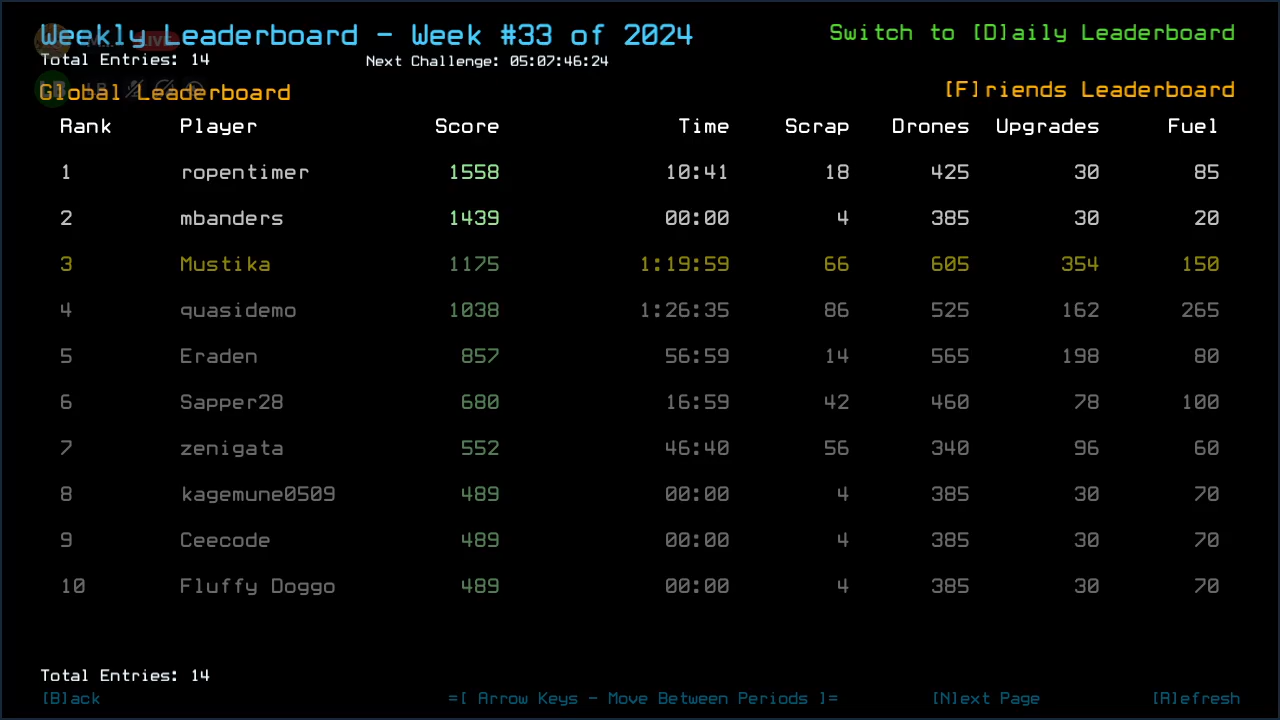 Weekly Leaderboard - Week #33 of 2024
Switch to [D]aily Leaderboard
Total Entries: 14
Next Challenge: 05:07:46:24
Global Leaderboard
[F]riends Leaderboard
Rank Player Score Time Scrap Drones Upgrades Fuel
1 ropentimer 1558 10:41 18 425 30 85
2 mbanders 1439 00:00 4 385 30 20
3 Mustika 1175 1:19:59 66 605 354 150
4 quasidemo 1038 1:26:35 86 525 162 265
5 Eraden 857 56:59 14 565 198 80
6 Sapper28 680 16:59 42 460 78 100
7 zenigata 552 46:40 56 340 96 60
8 kagemune0509 489 00:00 4 385 30 70
9 Ceecode 489 00:00 4 385 30 70
10 Fluffy Doggo 489 00:00 4 385 30 70
Total Entries: 14
[B]ack =[ Arrow Keys - Move Between Periods ]= [N]ext Page [R]efresh